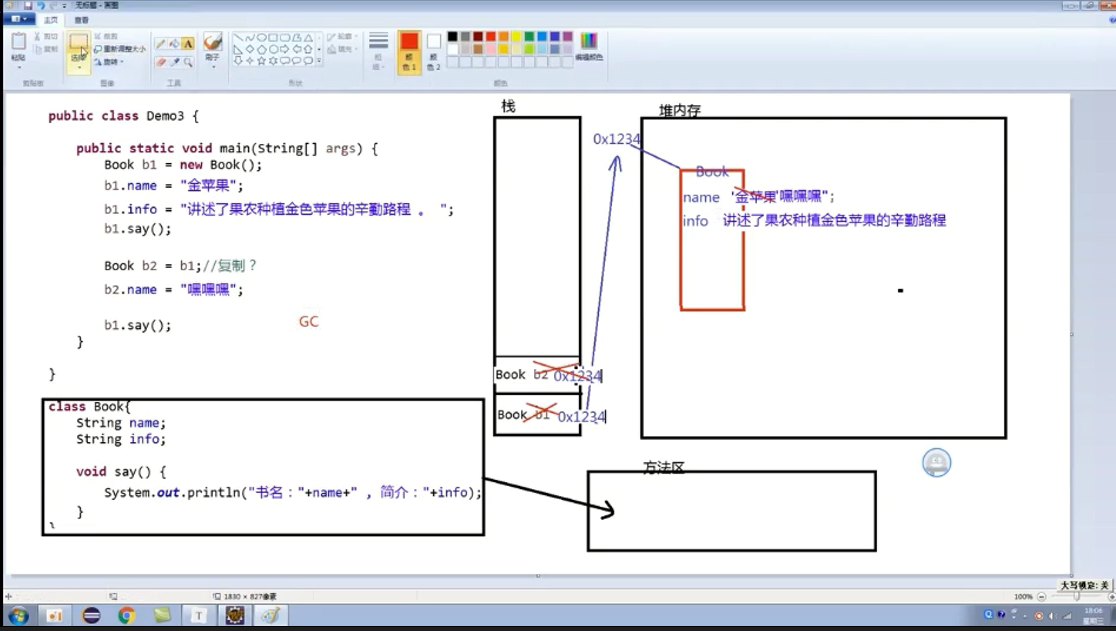 无标题 - 画图
主页
查看
粘贴
剪切
复制
选择
裁剪
重新调整大小
旋转
A
刷子
轮廓
填充
粗
细
颜
色 1
颜
色 2
编辑颜色
剪贴板
图像
工具
形状
颜色
public class Demo3 {
public static void main(String[] args) {
Book b1 = new Book();
b1.name = "金苹果";
b1.info = "讲述了果农种植金色苹果的辛勤路程 。 ";
b1.say();
Book b2 = b1;//复制？
b2.name = "嘿嘿嘿";
b1.say();
GC
}
}
class Book{
String name;
String info;
void say() {
System.out.println("书名："+name+" , 简介："+info);
}
}
栈
Book b2 0x1234
Book b1 0x1234
0x1234
堆内存
Book
name '金苹果'嘿嘿嘿";
info 讲述了果农种植金色苹果的辛勤路程
方法区
大写锁定: 关
1830 × 827像素
100%
T
18:06
星期三